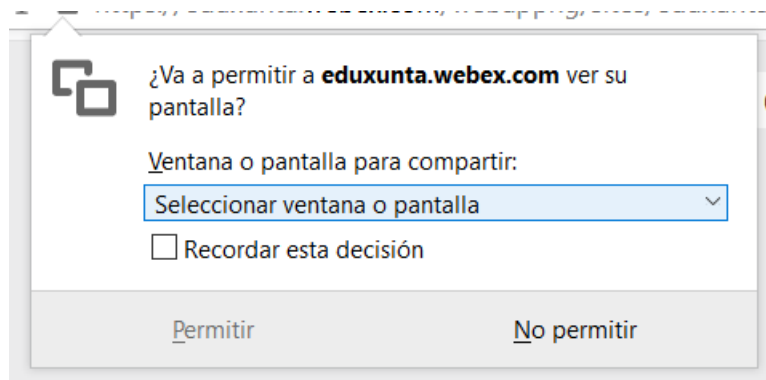 ¿Va a permitir a eduxunta.webex.com ver su
pantalla?
Ventana o pantalla para compartir:
Seleccionar ventana o pantalla
Recordar esta decisión
Permitir No permitir